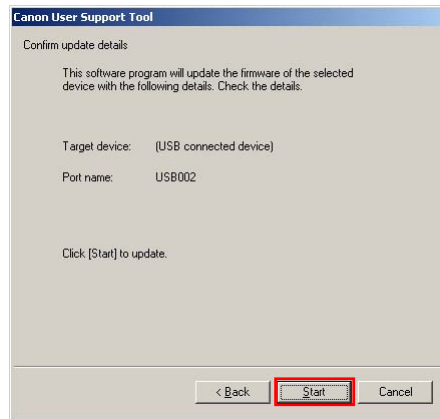 Canon User Support Tool
Confirm update details
This software program will update the firmware of the selected
device with the following details. Check the details.
Target device: (USB connected device)
Port name: USB002
Click [Start] to update.
< Back Start Cancel